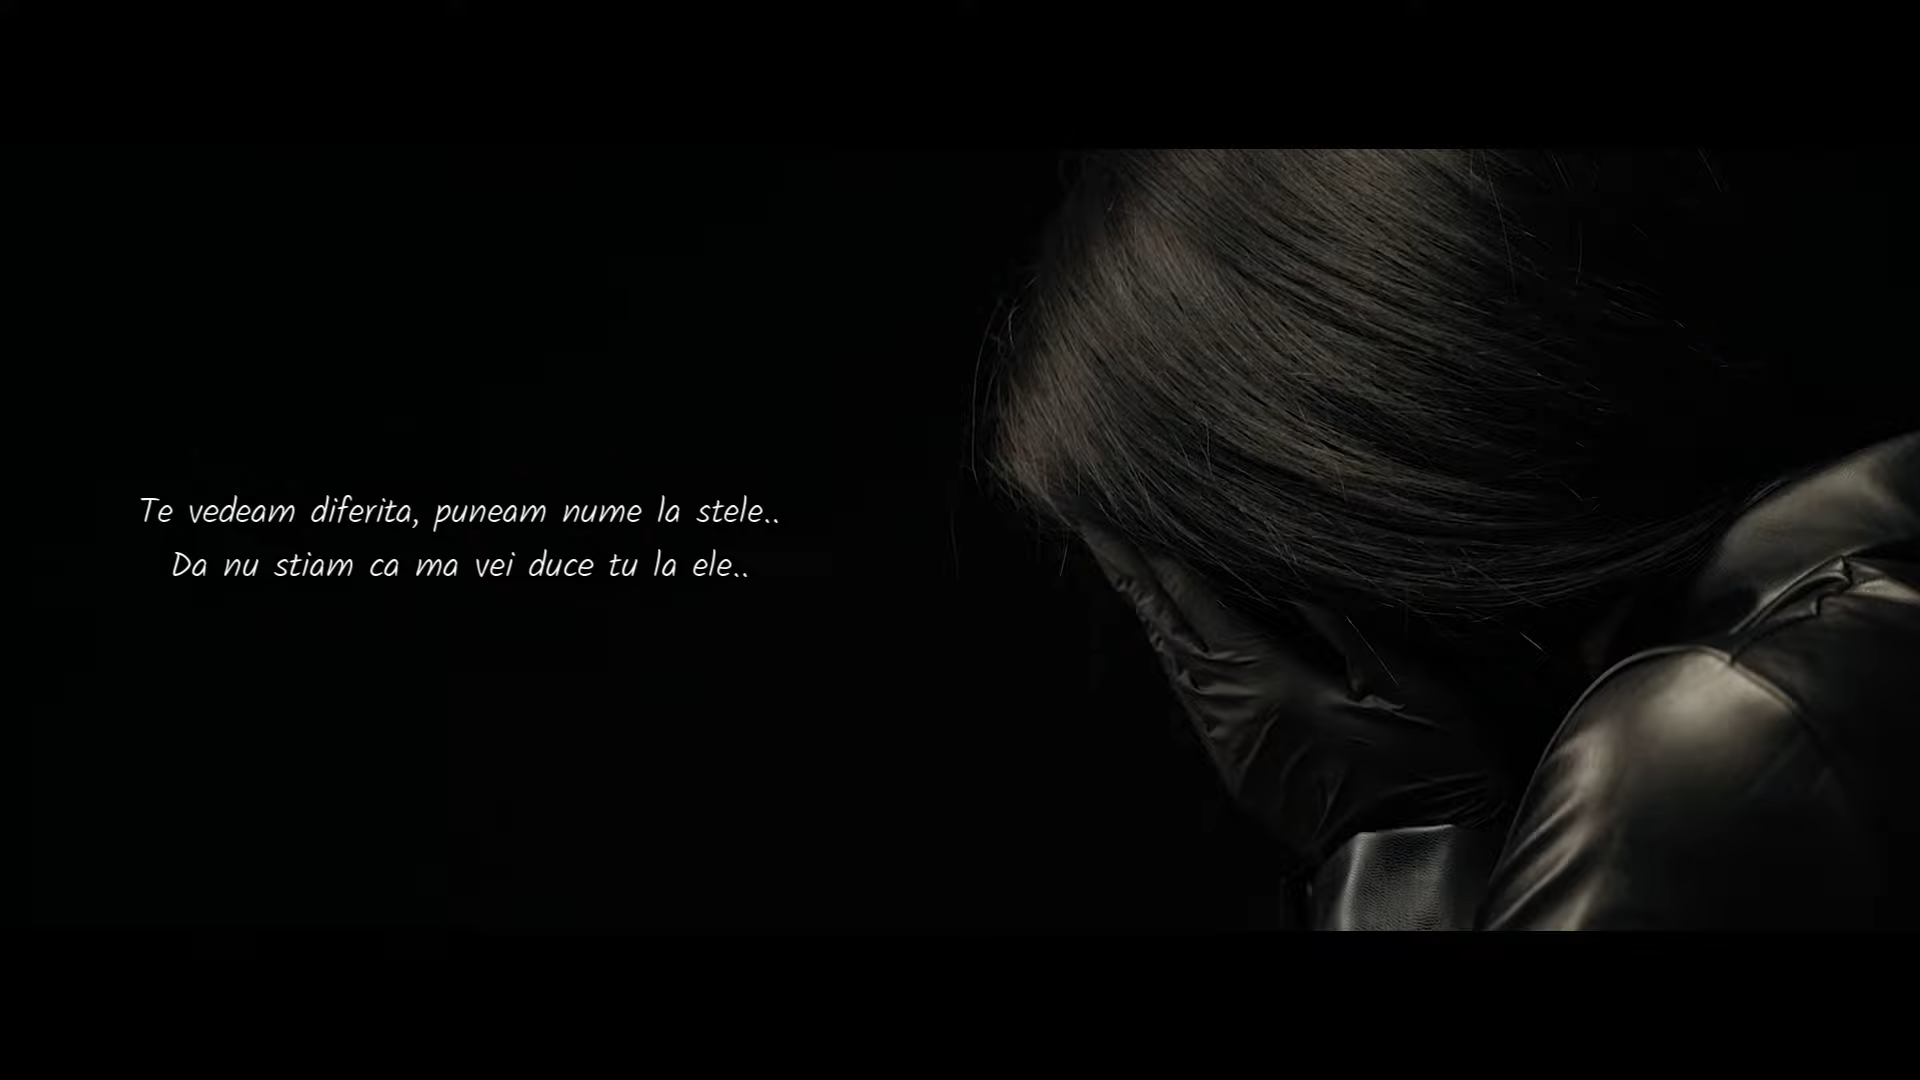 Te vedeam diferita, puneam nume la stele..
Da nu stiam ca ma vei duce tu la ele..